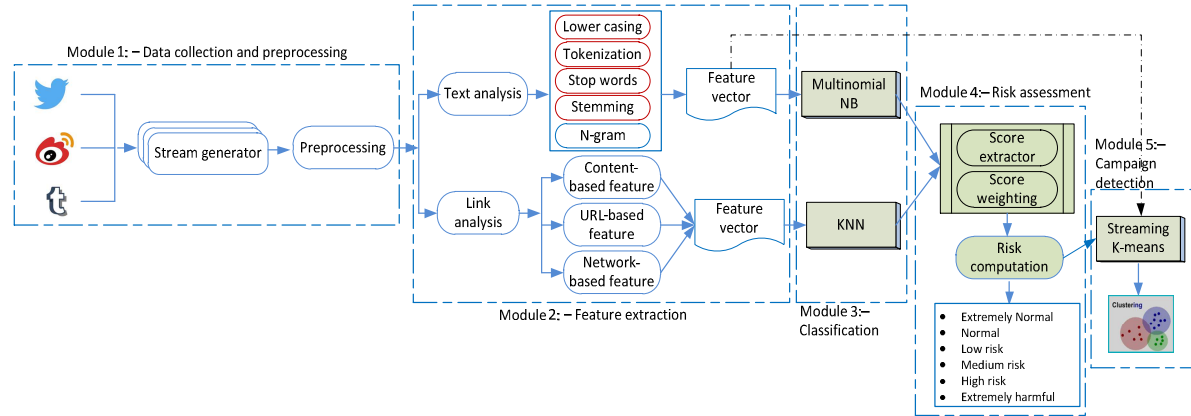 Module 1: – Data collection and preprocessing
Stream generator
Preprocessing
Text analysis
Lower casing
Tokenization
Stop words
Stemming
N-gram
Feature
vector
Link
analysis
Content-
based feature
URL-based
feature
Network-
based feature
Feature
vector
Module 2: – Feature extraction
Multinomial
NB
KNN
Module 3:–
Classification
Module 4:– Risk assessment
Score
extractor
Score
weighting
Risk
computation
• Extremely Normal
• Normal
• Low risk
• Medium risk
• High risk
• Extremely harmful
Module 5:–
Campaign
detection
Streaming
K-means
Clustering